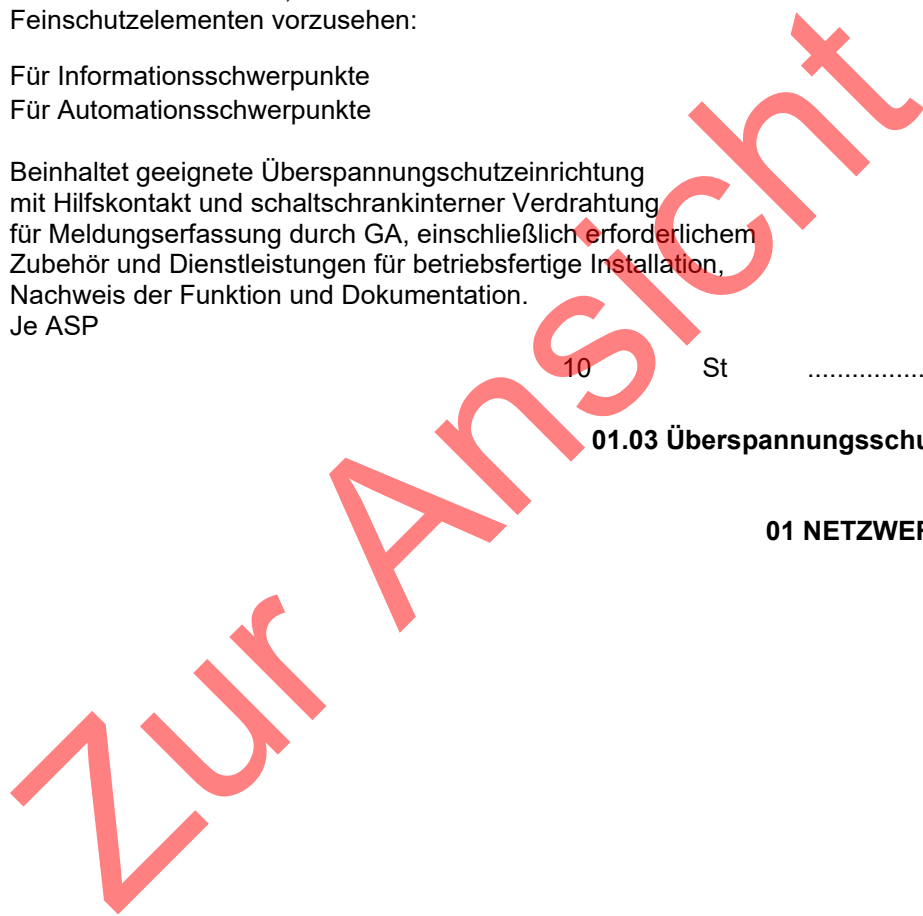 Feinschutzelementen vorzusehen:
Für Informationsschwerpunkte
Für Automationsschwerpunkte
Beinhaltet geeignete Überspannungschutzeinrichtung
mit Hilfskontakt und schaltschrankinterner Verdrahtung
für Meldungserfassung durch GA, einschließlich erforderlichem
Zubehör und Dienstleistungen für betriebsfertige Installation,
Nachweis der Funktion und Dokumentation.
Je ASP
10 St ................
01.03 Überspannungsschu
01 NETZWER
Zur Ansicht